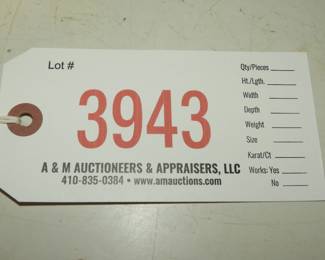 Lot #
3943
A & M AUCTIONEERS & APPRAISERS, LLC
410-835-0384 • www.amauctions.com
Qty/Pieces
Ht./Lgth.
Width
Depth
Weight
Size
Karat/Ct
Works: Yes
No